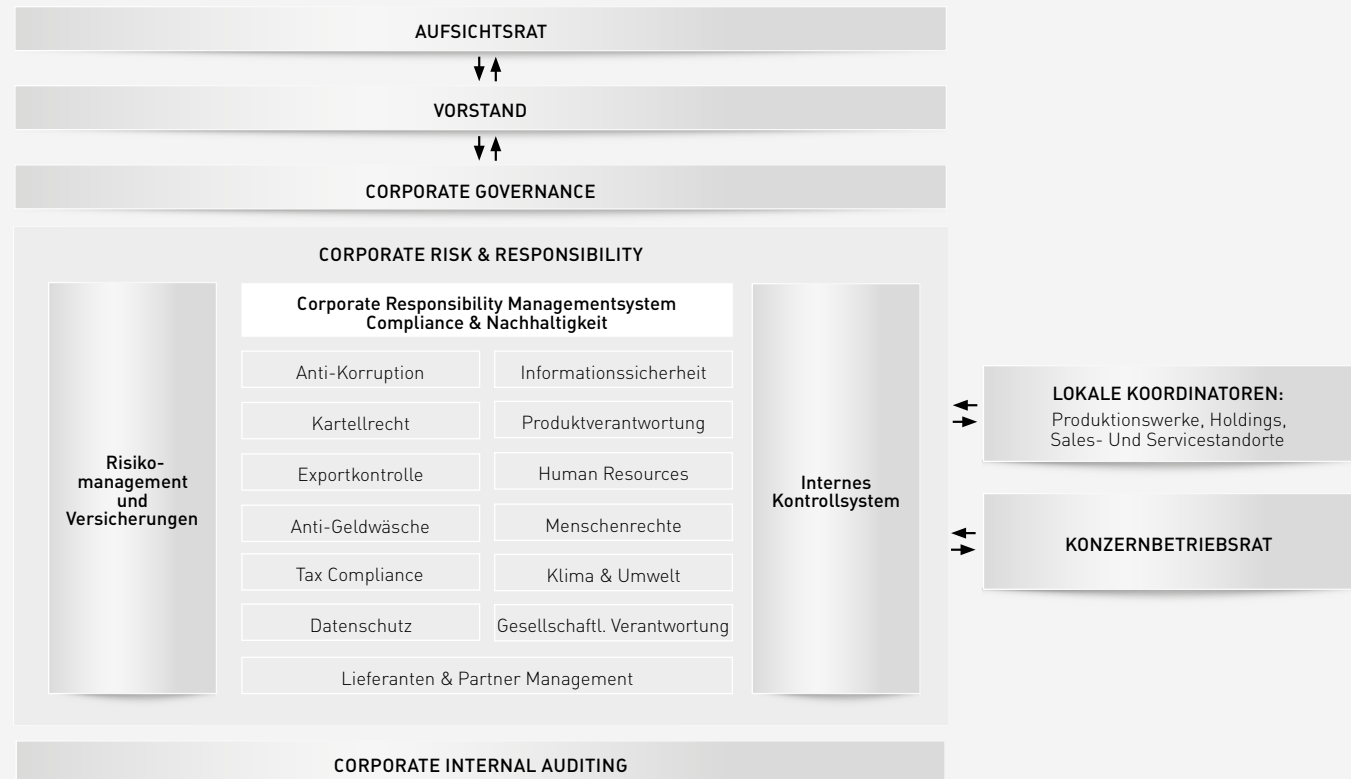 AUFSICHTSRAT
VORSTAND
CORPORATE GOVERNANCE
CORPORATE RISK & RESPONSIBILITY
Risiko-
management
und
Versicherungen
Corporate Responsibility Managementsystem
Compliance & Nachhaltigkeit
Anti-Korruption
Informationssicherheit
Kartellrecht
Produktverantwortung
Exportkontrolle
Human Resources
Anti-Geldwäsche
Menschenrechte
Tax Compliance
Klima & Umwelt
Datenschutz
Gesellschaftl. Verantwortung
Lieferanten & Partner Management
Internes
Kontrollsystem
LOKALE KOORDINATOREN:
Produktionswerke, Holdings,
Sales- Und Servicestandorte
KONZERNBETRIEBSRAT
CORPORATE INTERNAL AUDITING